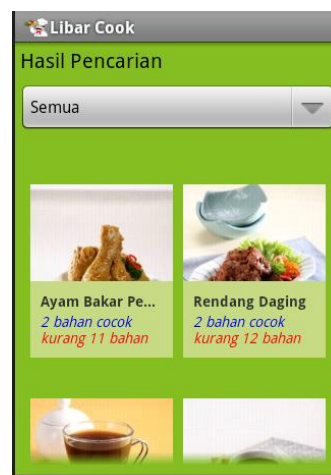 Libar Cook
Hasil Pencarian
Semua
Ayam Bakar Pe...
2 bahan cocok
kurang 11 bahan
Rendang Daging
2 bahan cocok
kurang 12 bahan